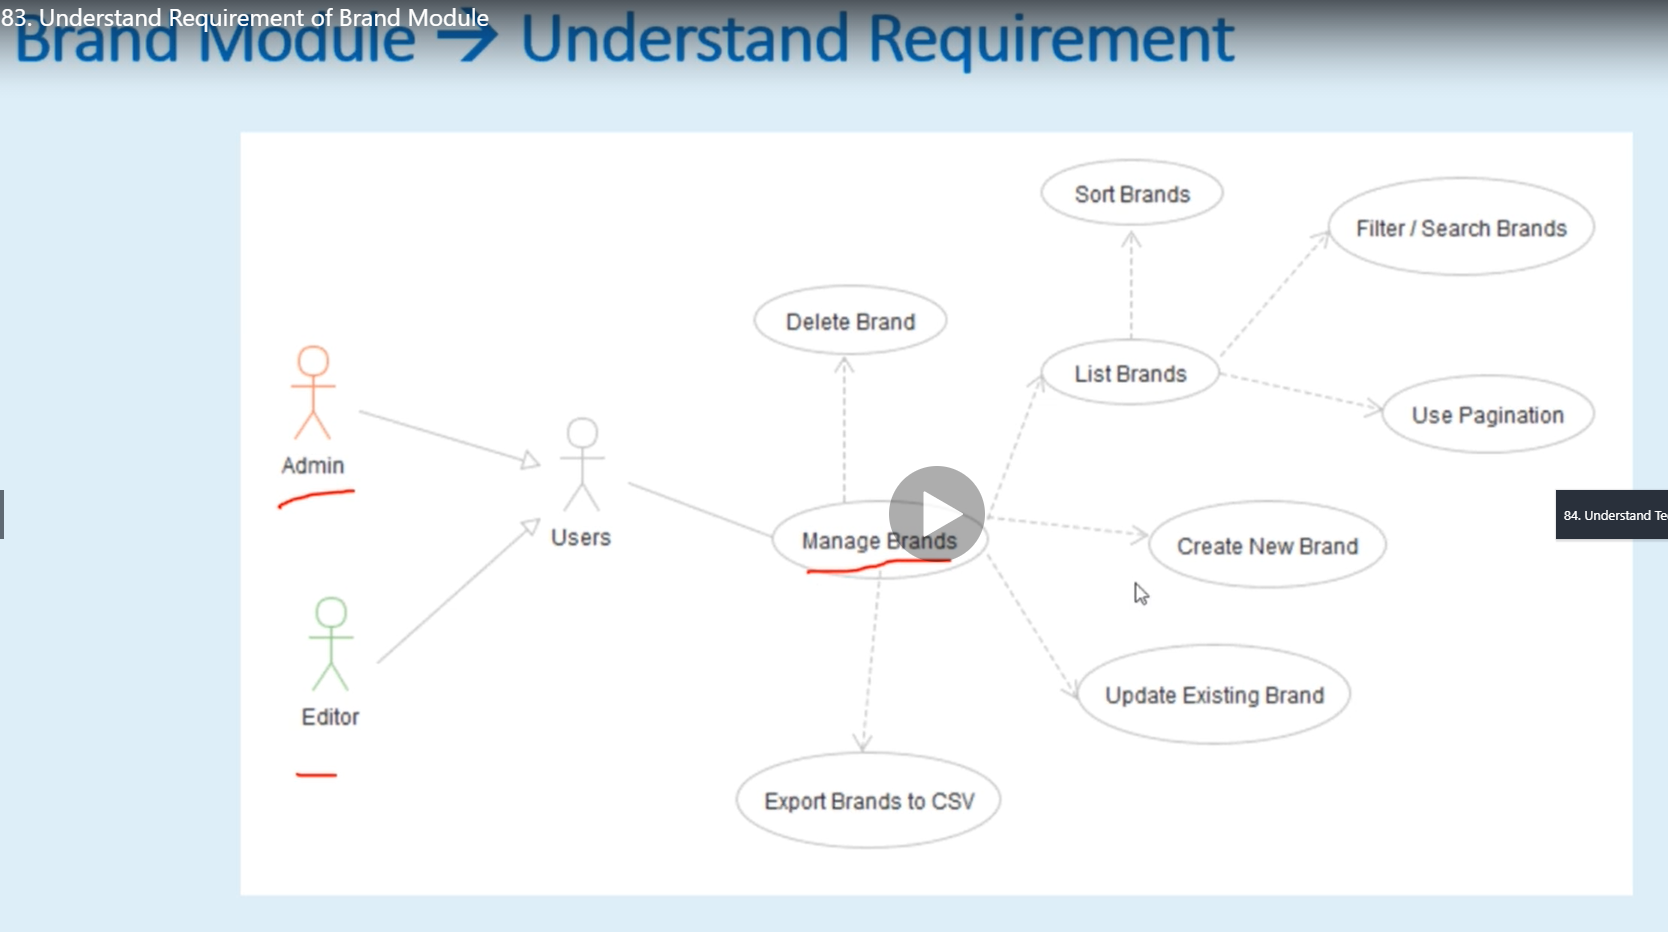 83. Understand Requirement of Brand Module
Brand Module → Understand Requirement
Sort Brands
Filter / Search Brands
Delete Brand
List Brands
Use Pagination
Admin
Users
Manage Brands
Create New Brand
84. Understand
Editor
Update Existing Brand
Export Brands to CSV